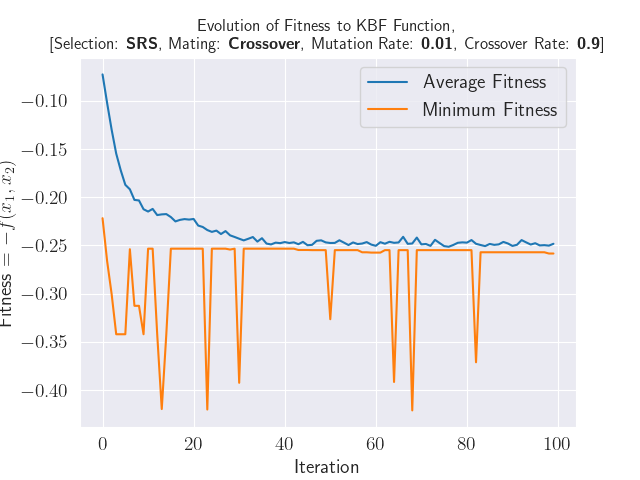 Evolution of Fitness to KBF Function,
[Selection: SRS, Mating: Crossover, Mutation Rate: 0.01, Crossover Rate: 0.9]
Average Fitness
Minimum Fitness
Fitness = −f(x₁, x₂)
−0.10
−0.15
−0.20
−0.25
−0.30
−0.35
−0.40
0
20
40
60
80
100
Iteration